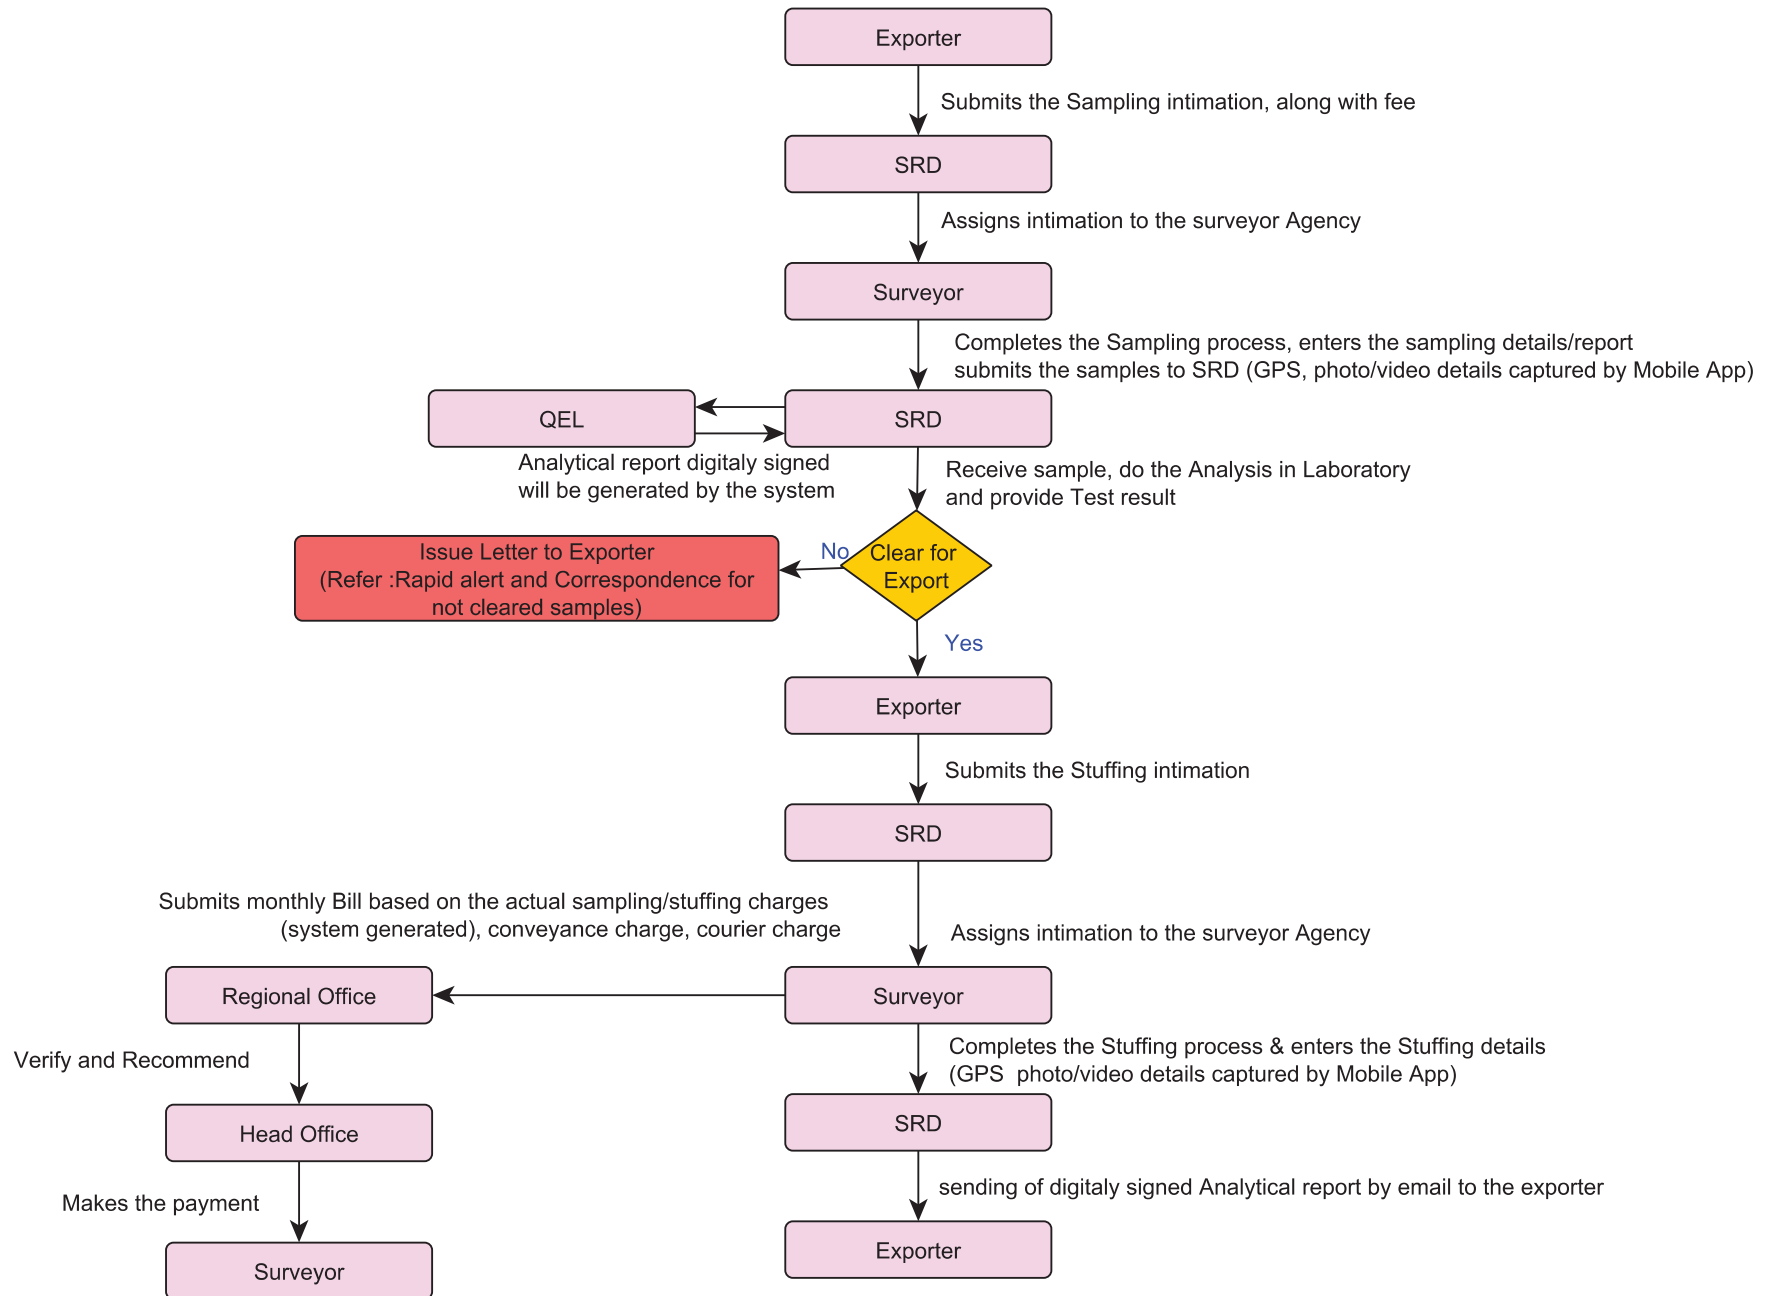 Exporter
Submits the Sampling intimation, along with fee
SRD
Assigns intimation to the surveyor Agency
Surveyor
Completes the Sampling process, enters the sampling details/report
submits the samples to SRD (GPS, photo/video details captured by Mobile App)
QEL
SRD
Analytical report digitaly signed
will be generated by the system
Receive sample, do the Analysis in Laboratory
and provide Test result
No
Clear for
Export
Issue Letter to Exporter
(Refer :Rapid alert and Correspondence for
not cleared samples)
Yes
Exporter
Submits the Stuffing intimation
SRD
Submits monthly Bill based on the actual sampling/stuffing charges
(system generated), conveyance charge, courier charge
Assigns intimation to the surveyor Agency
Regional Office
Surveyor
Verify and Recommend
Completes the Stuffing process & enters the Stuffing details
(GPS  photo/video details captured by Mobile App)
Head Office
SRD
Makes the payment
sending of digitaly signed Analytical report by email to the exporter
Surveyor
Exporter